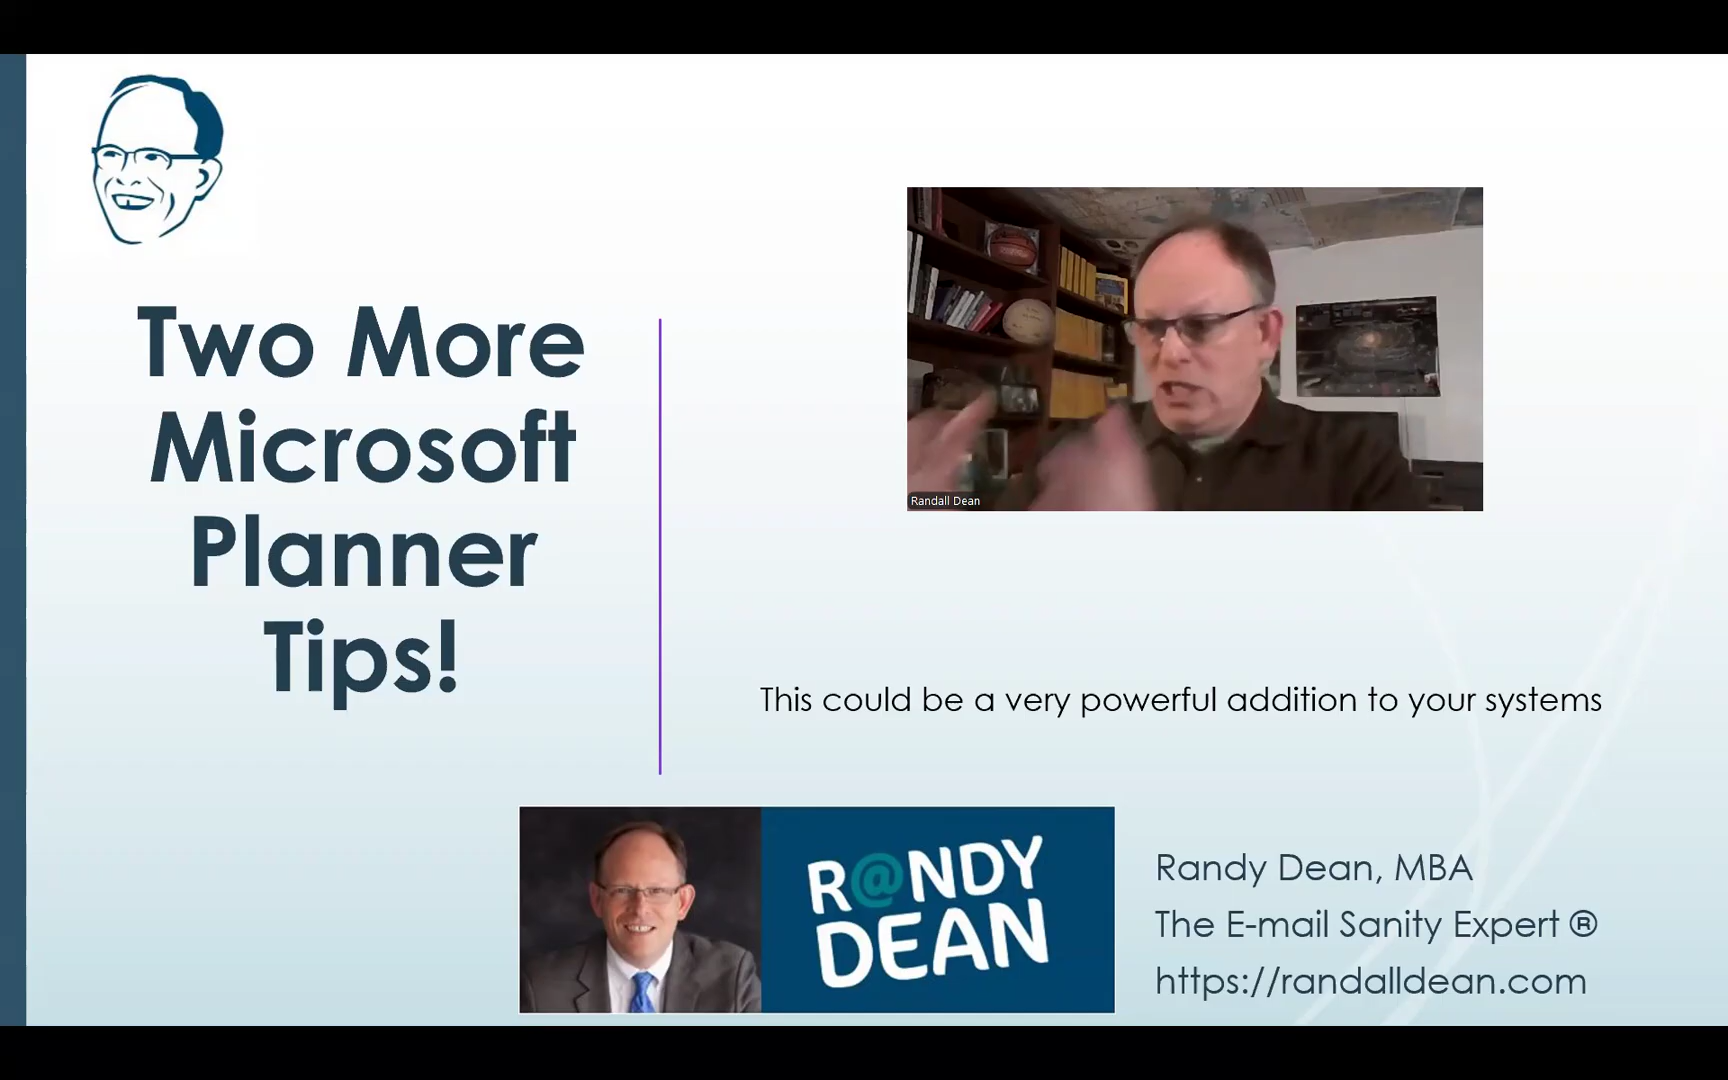 Two More
Microsoft
Planner
Tips!
Randall Dean
This could be a very powerful addition to your systems
R@NDY
DEAN
Randy Dean, MBA
The E-mail Sanity Expert ®
https://randalldean.com